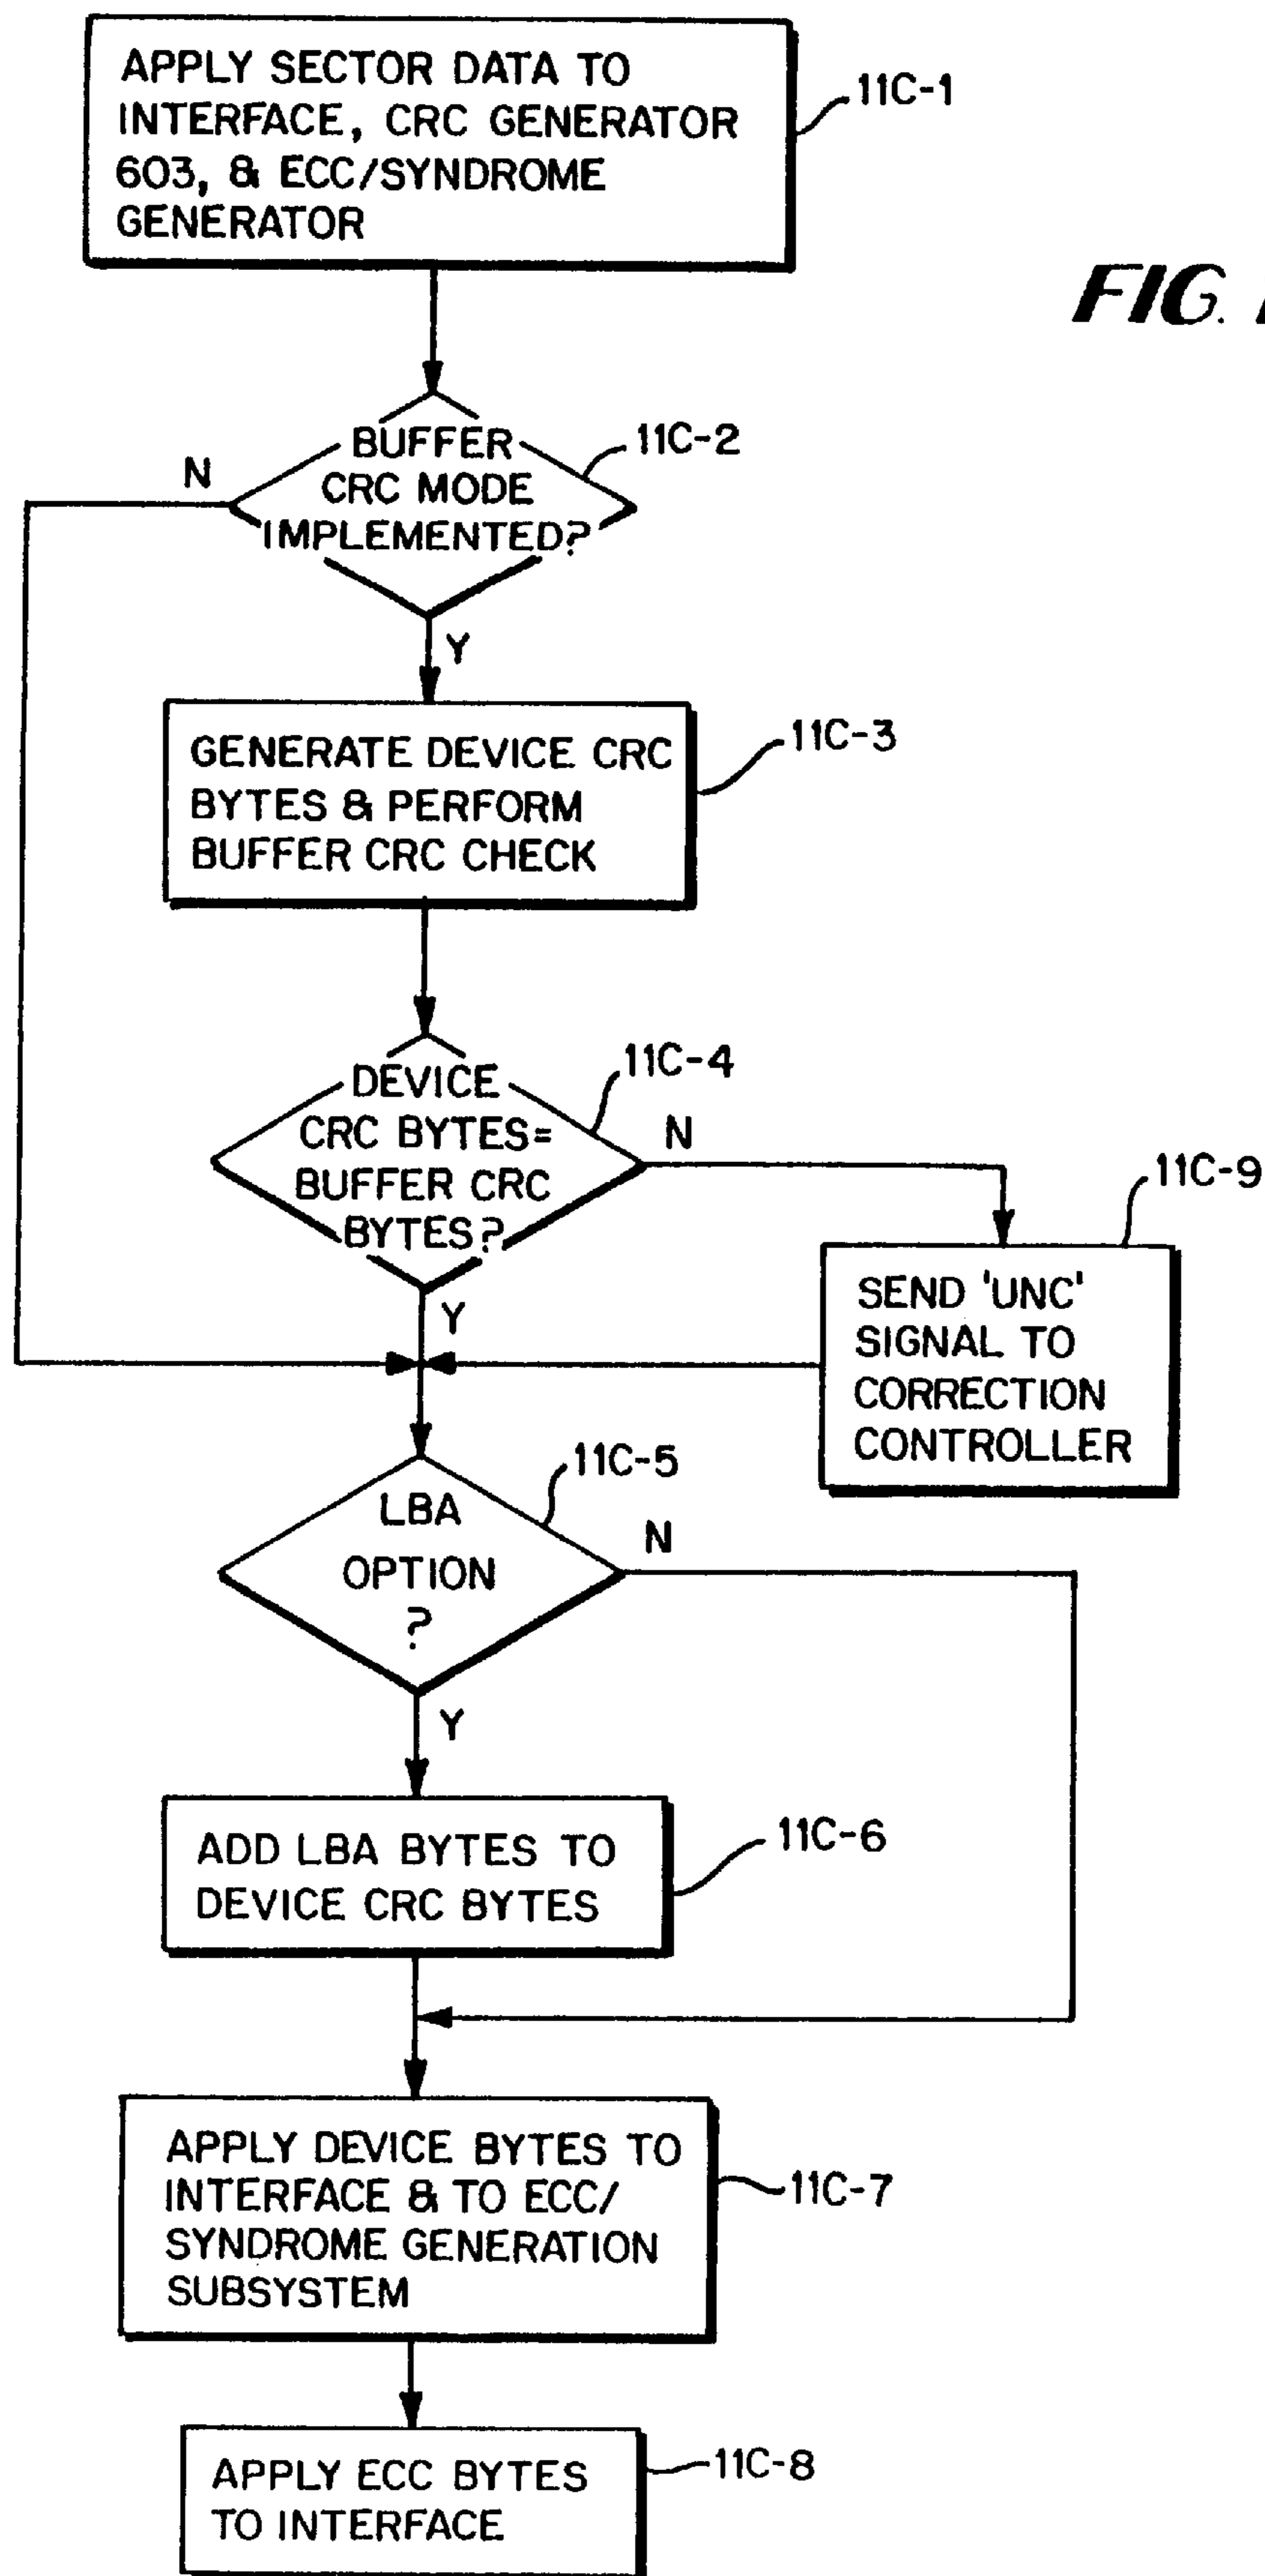 APPLY SECTOR DATA TO
INTERFACE, CRC GENERATOR
603, & ECC/SYNDROME
GENERATOR
11C-1
FIG.
BUFFER
CRC MODE
IMPLEMENTED?
11C-2
N
Y
GENERATE DEVICE CRC
BYTES & PERFORM
BUFFER CRC CHECK
11C-3
DEVICE
CRC BYTES=
BUFFER CRC
BYTES?
11C-4
N
Y
SEND 'UNC'
SIGNAL TO
CORRECTION
CONTROLLER
11C-9
LBA
OPTION
?
11C-5
N
Y
ADD LBA BYTES TO
DEVICE CRC BYTES
11C-6
APPLY DEVICE BYTES TO
INTERFACE & TO ECC/
SYNDROME GENERATION
SUBSYSTEM
11C-7
APPLY ECC BYTES
TO INTERFACE
11C-8